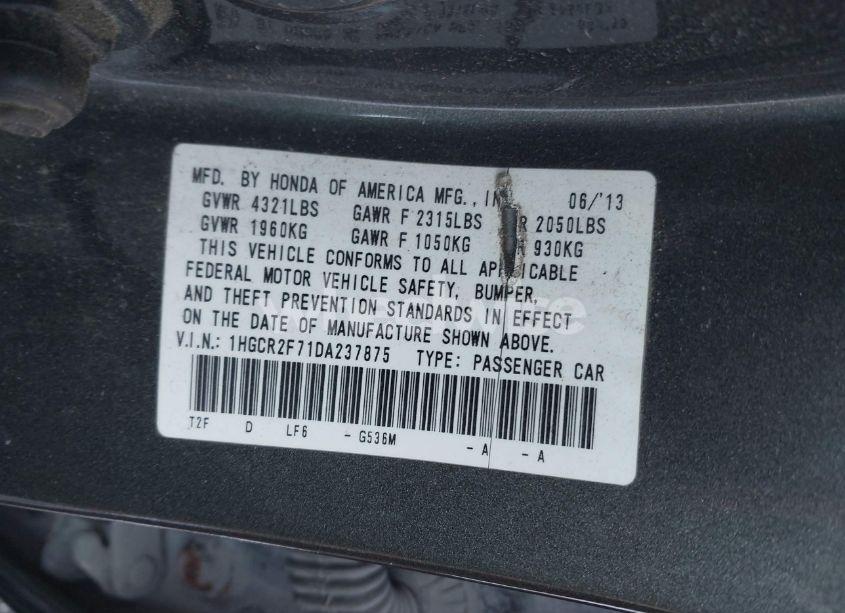 MFD. BY HONDA OF AMERICA MFG., IN 06/'13
GVWR 4321LBS GAWR F 2315LBS R 2050LBS
GVWR 1960KG GAWR F 1050KG 930KG
THIS VEHICLE CONFORMS TO ALL APPLICABLE
FEDERAL MOTOR VEHICLE SAFETY, BUMPER,
AND THEFT PREVENTION STANDARDS IN EFFECT
ON THE DATE OF MANUFACTURE SHOWN ABOVE.
V.I.N.: 1HGCR2F71DA237875 TYPE: PASSENGER CAR
T2F D LF6 - G536M - A - A